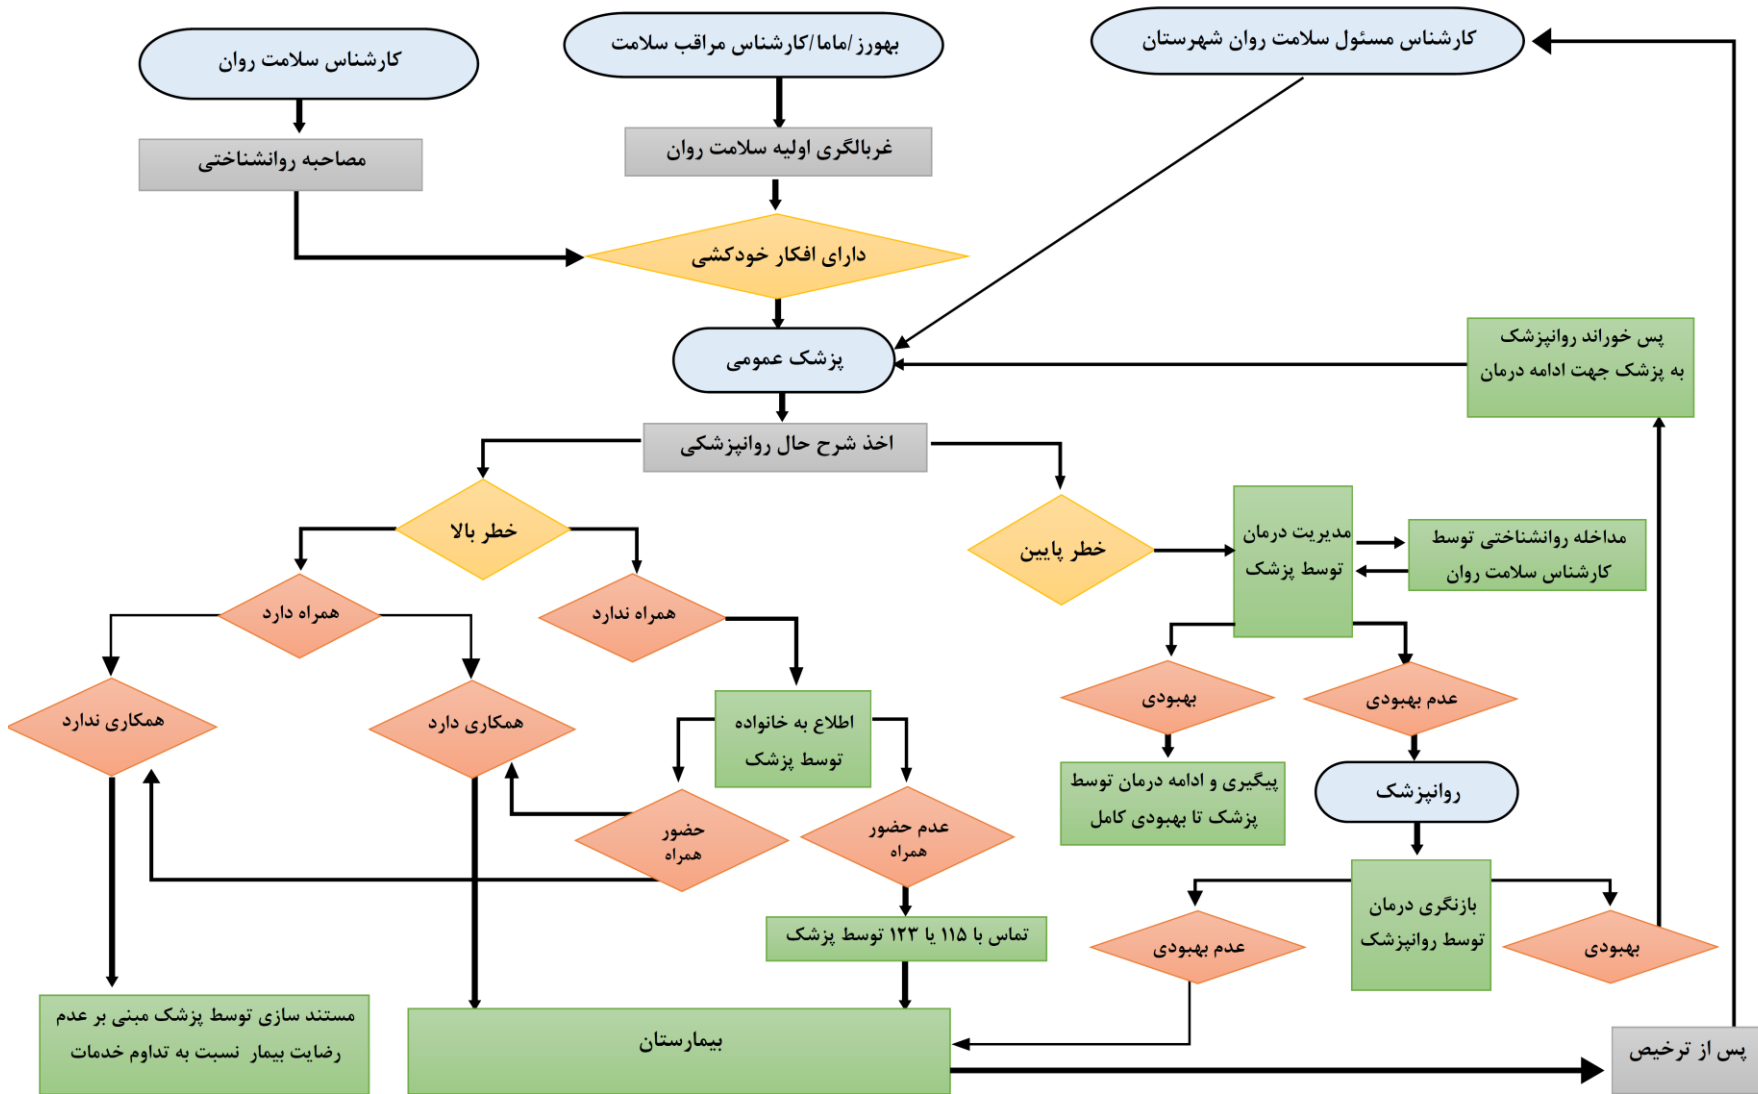 کارشناس مسئول سلامت روان شهرستان
بهورز/ماما/کارشناس مراقب سلامت
کارشناس سلامت روان
غربالگری اولیه سلامت روان
مصاحبه روانشناختی
دارای افکار خودکشی
پزشک عمومی
پس خوراند روانپزشک
به پزشک جهت ادامه درمان
اخذ شرح حال روانپزشکی
خطر بالا
خطر پایین
مدیریت درمان
توسط پزشک
مداخله روانشناختی توسط
کارشناس سلامت روان
همراه ندارد
همراه دارد
عدم بهبودی
بهبودی
اطلاع به خانواده
توسط پزشک
همکاری دارد
همکاری ندارد
روانپزشک
پیگیری و ادامه درمان توسط
پزشک تا بهبودی کامل
عدم حضور
همراه
حضور
همراه
بازنگری درمان
توسط روانپزشک
بهبودی
عدم بهبودی
تماس با ۱۱۵ یا ۱۲۳ توسط پزشک
پس از ترخیص
بیمارستان
مستند سازی توسط پزشک مبنی بر عدم
رضایت بیمار نسبت به تداوم خدمات